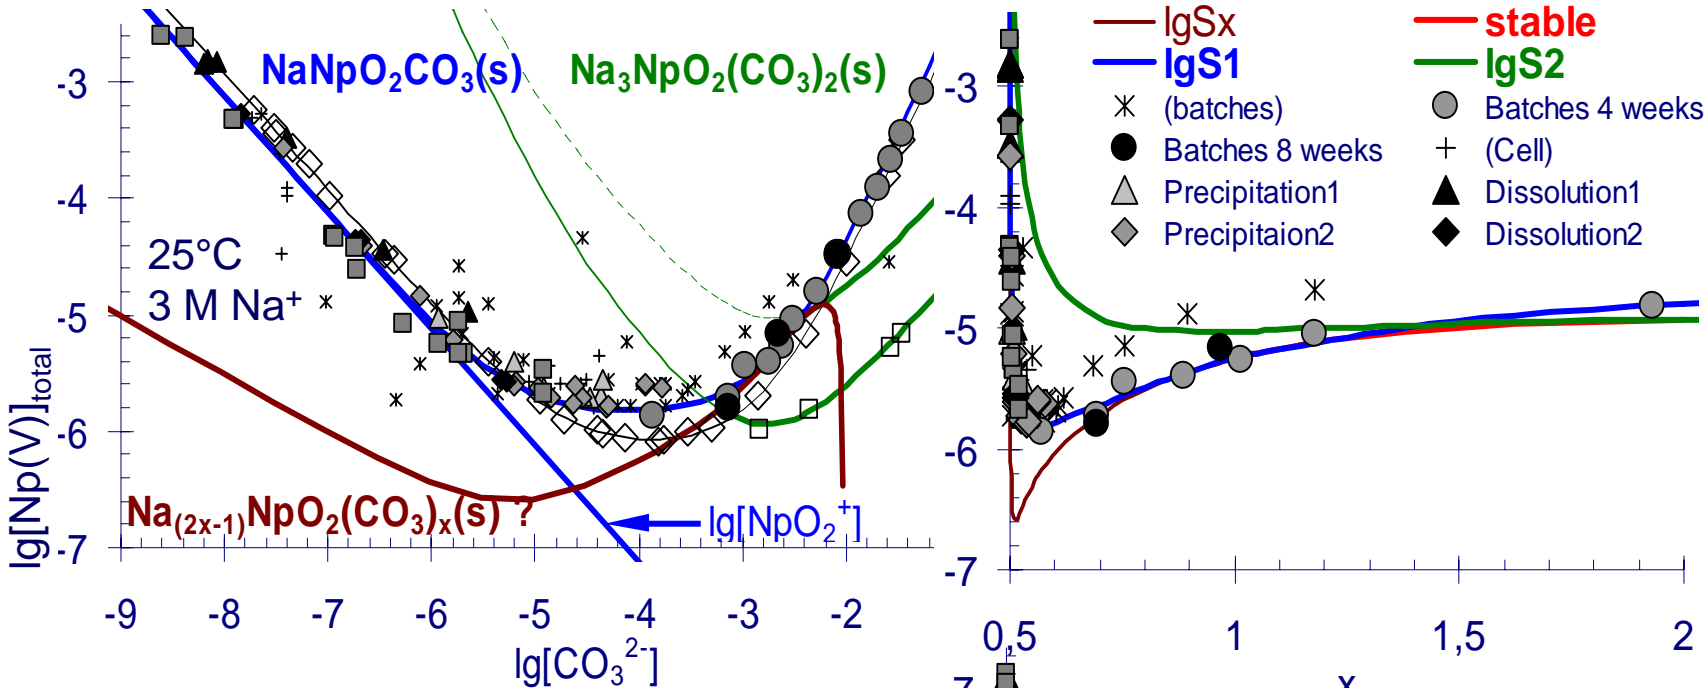 NaNpO₂CO₃(s)
Na₃NpO₂(CO₃)₂(s)
25°C
3 M Na⁺
Na₍₂ₓ₋₁₎NpO₂(CO₃)ₓ(s) ?
lg[NpO₂⁺]
lg[Np(V)]total
-3
-4
-5
-6
-7
-9 -8 -7 -6 -5 -4 -3 -2
lg[CO₃²⁻]
lgSx
stable
lgS1
lgS2
(batches)
Batches 4 weeks
Batches 8 weeks
(Cell)
Precipitation1
Dissolution1
Precipitaion2
Dissolution2
-3
-4
-5
-6
-7
0,5 1 1,5 2
x